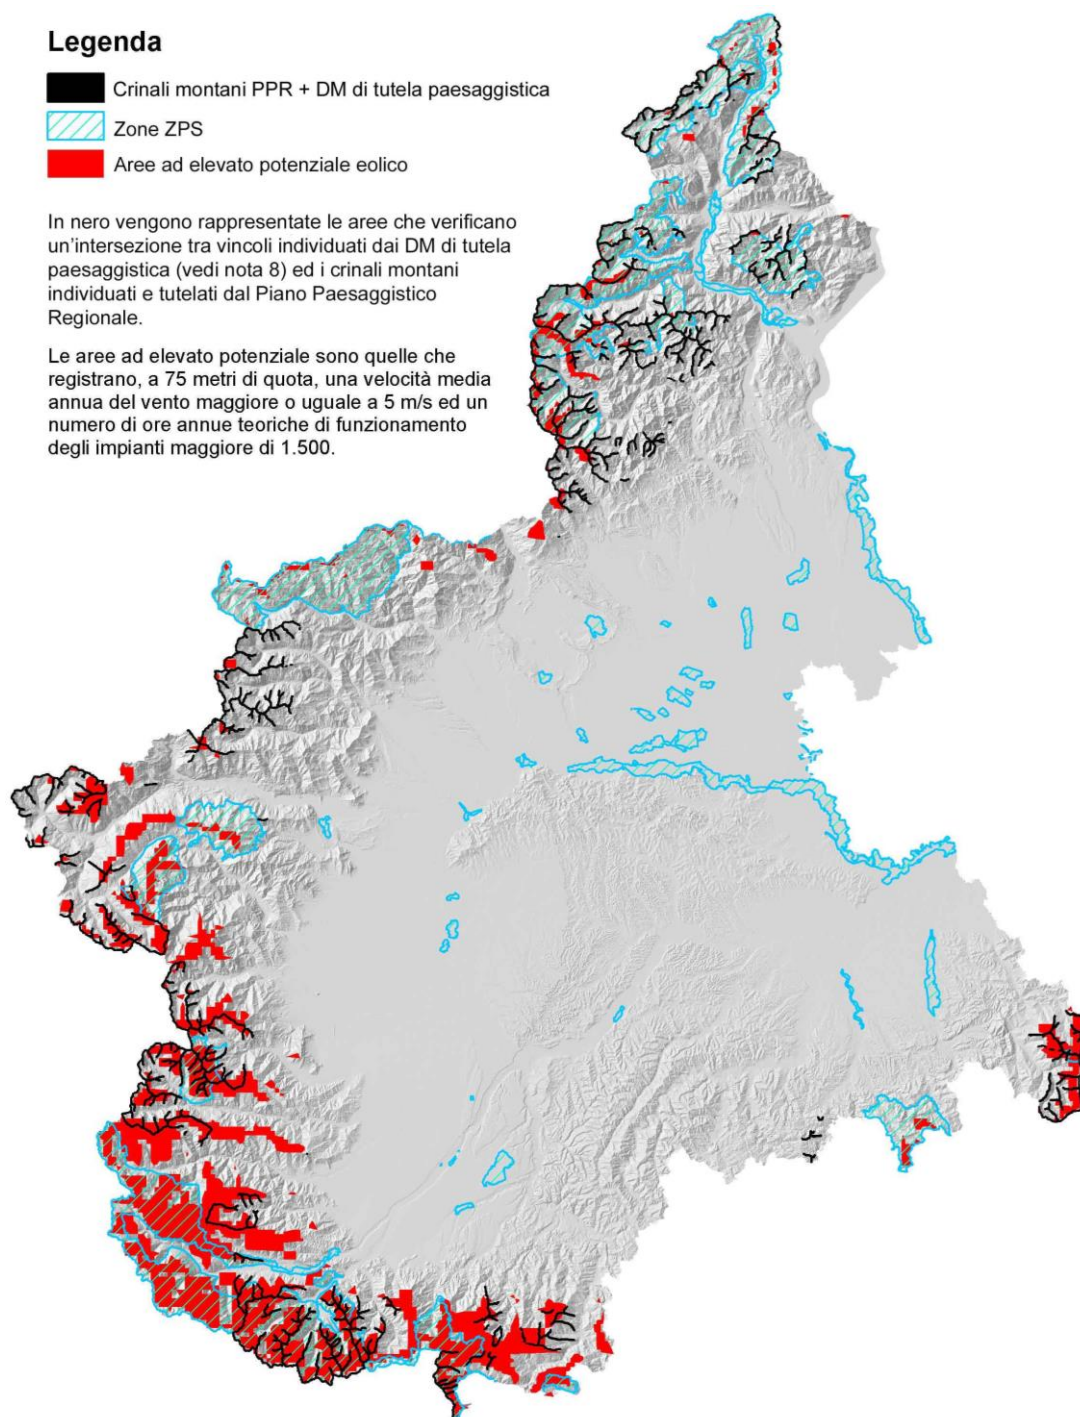 Legenda
Crinali montani PPR + DM di tutela paesaggistica
Zone ZPS
Aree ad elevato potenziale eolico
In nero vengono rappresentate le aree che verificano
un'intersezione tra vincoli individuati dai DM di tutela
paesaggistica (vedi nota 8) ed i crinali montani
individuati e tutelati dal Piano Paesaggistico
Regionale.
Le aree ad elevato potenziale sono quelle che
registrano, a 75 metri di quota, una velocità media
annua del vento maggiore o uguale a 5 m/s ed un
numero di ore annue teoriche di funzionamento
degli impianti maggiore di 1.500.